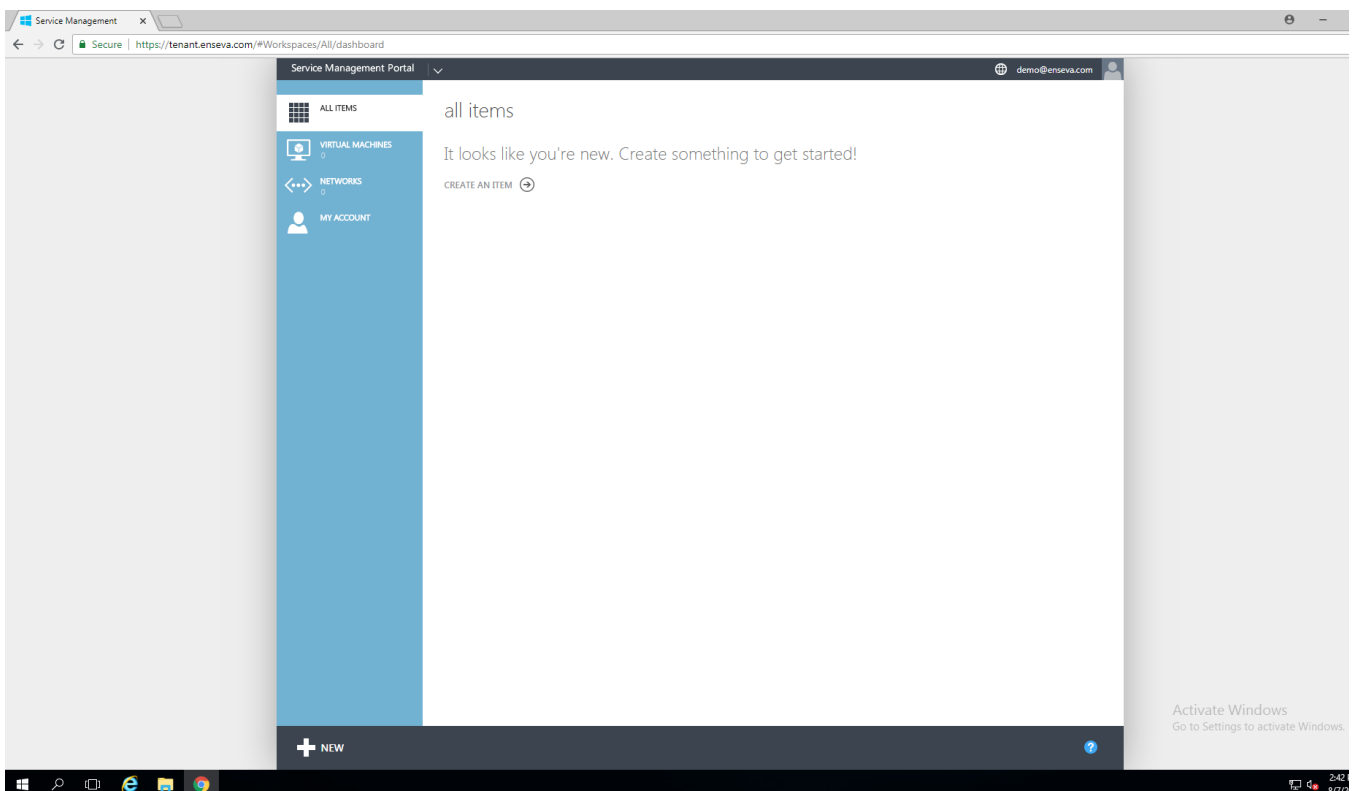 Service Management
Secure | https://tenant.enseva.com/#Workspaces/All/dashboard
Service Management Portal
demo@enseva.com
ALL ITEMS
VIRTUAL MACHINES
0
NETWORKS
0
MY ACCOUNT
all items
It looks like you're new. Create something to get started!
CREATE AN ITEM
Activate Windows
Go to Settings to activate Windows.
NEW
?
2:42